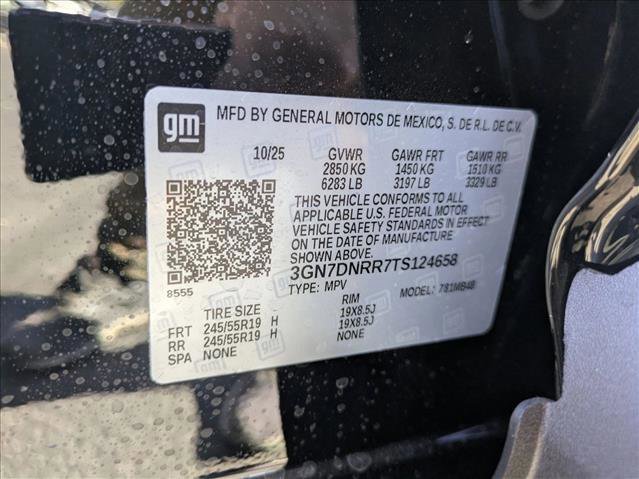 gm
MFD BY GENERAL MOTORS DE MEXICO, S. DE R.L. DE C.V.
10/25 GVWR GAWR FRT GAWR RR
2850 KG 1450 KG 1510 KG
6283 LB 3197 LB 3329 LB
THIS VEHICLE CONFORMS TO ALL
APPLICABLE U.S. FEDERAL MOTOR
VEHICLE SAFETY STANDARDS IN EFFECT
ON THE DATE OF MANUFACTURE
SHOWN ABOVE.
3GN7DNRR7TS124658
8555
TYPE: MPV MODEL: 781MB48
TIRE SIZE RIM
FRT 245/55R19 H 19X8.5J
RR 245/55R19 H 19X8.5J
SPA NONE NONE